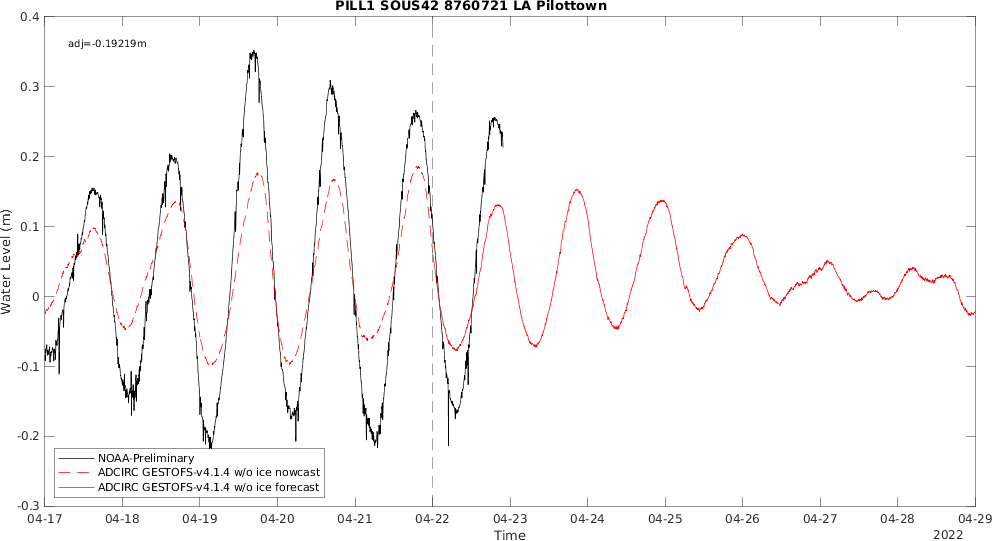 PILL1 SOUS42 8760721 LA Pilottown
adj=-0.19219m
Water Level (m)
0.4
0.3
0.2
0.1
0
-0.1
-0.2
-0.3
NOAA-Preliminary
ADCIRC GESTOFS-v4.1.4 w/o ice nowcast
ADCIRC GESTOFS-v4.1.4 w/o ice forecast
04-17 04-18 04-19 04-20 04-21 04-22 04-23 04-24 04-25 04-26 04-27 04-28 04-29
Time
2022